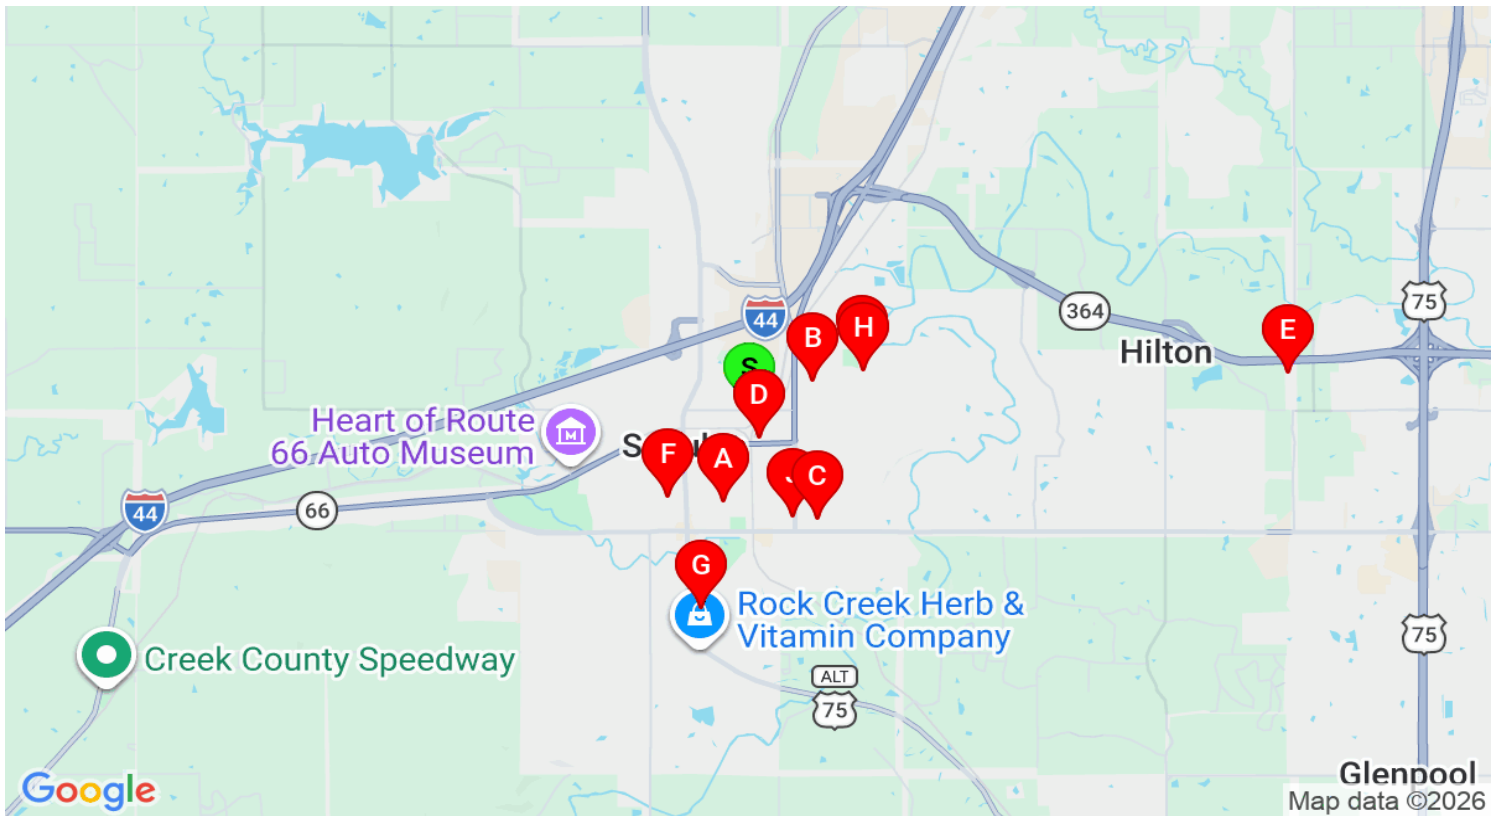 364
75
44
H
B
E
Hilton
S
D
Heart of Route
66 Auto Museum
F
A
C
44
66
G
Rock Creek Herb &
Vitamin Company
75
Creek County Speedway
ALT
75
Glenpool
Google
Map data ©2026